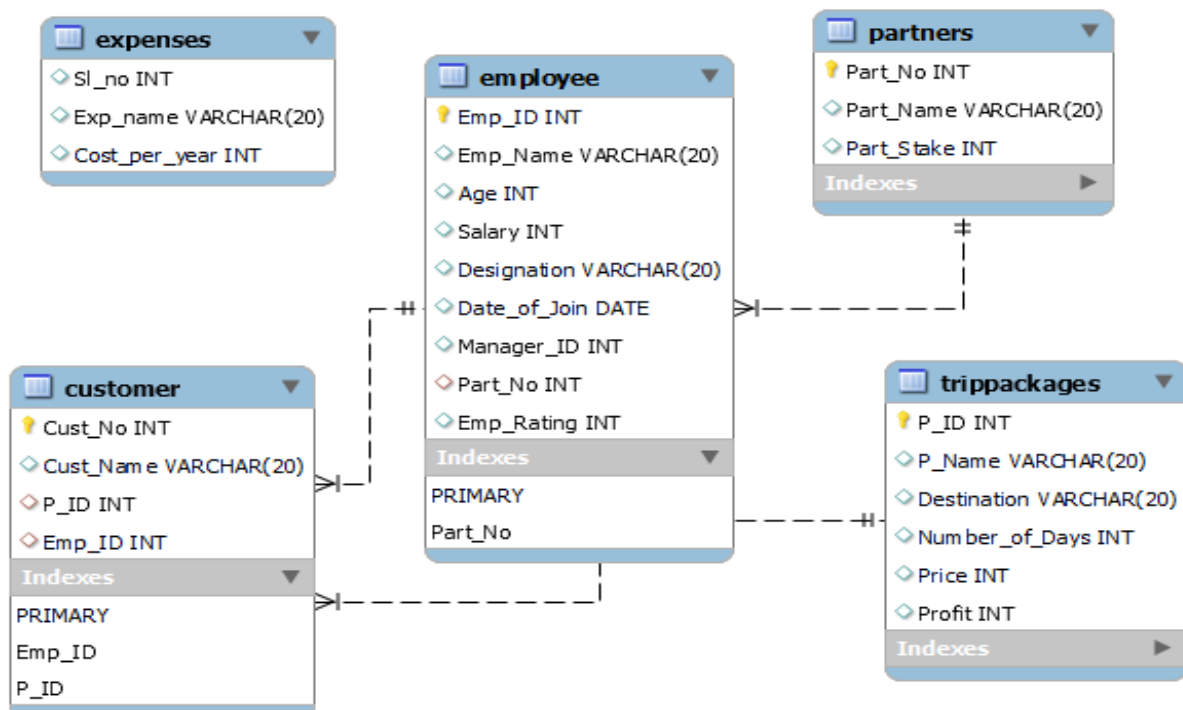 expenses
Sl_no INT
Exp_name VARCHAR(20)
Cost_per_year INT
employee
Emp_ID INT
Emp_Name VARCHAR(20)
Age INT
Salary INT
Designation VARCHAR(20)
Date_of_Join DATE
Manager_ID INT
Part_No INT
Emp_Rating INT
Indexes
PRIMARY
Part_No
partners
Part_No INT
Part_Name VARCHAR(20)
Part_Stake INT
Indexes
customer
Cust_No INT
Cust_Name VARCHAR(20)
P_ID INT
Emp_ID INT
Indexes
PRIMARY
Emp_ID
P_ID
trippackages
P_ID INT
P_Name VARCHAR(20)
Destination VARCHAR(20)
Number_of_Days INT
Price INT
Profit INT
Indexes